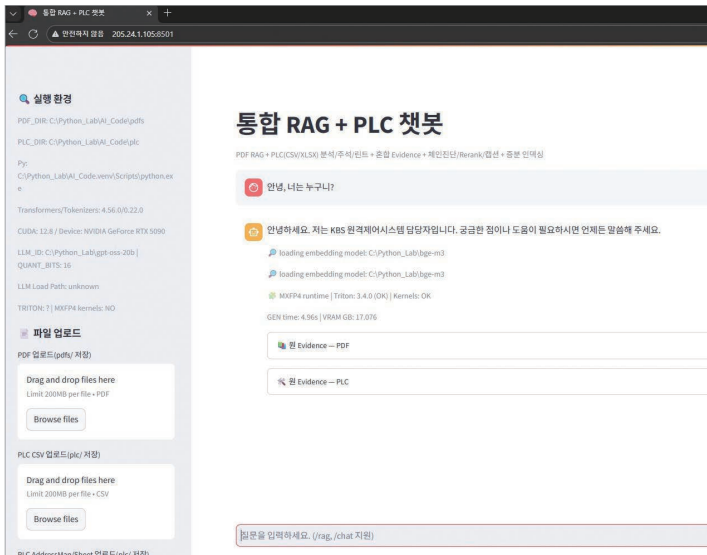 통합 RAG + PLC 챗봇
안전하지 않음 205.24.1.105:8501
실행 환경
PDF_DIR: C:\Python_Lab\AI_Code\pdfs
PLC_DIR: C:\Python_Lab\AI_Code\plc
Py:
C:\Python_Lab\AI_Code.venv\Scripts\python.ex
e
Transformers/Tokenizers: 4.56.0/0.22.0
CUDA: 12.8 / Device: NVIDIA GeForce RTX 5090
LLM_ID: C:\Python_Lab\gpt-oss-20b |
QUANT_BITS: 16
LLM Load Path: unknown
TRITON: ? | MXFP4 kernels: NO
파일 업로드
PDF 업로드(pdfs/ 저장)
Drag and drop files here
Limit 200MB per file • PDF
Browse files
PLC CSV 업로드(plc/ 저장)
Drag and drop files here
Limit 200MB per file • CSV
Browse files
PLC AddressMap/Sheet 업로드(plc/ 저장)
통합 RAG + PLC 챗봇
PDF RAG + PLC(CSV/XLSX) 분석/주석/린트 + 혼합 Evidence + 체인진단/Rerank/캡션 + 증분 인덱싱
안녕, 너는 누구니?
안녕하세요. 저는 KBS 원격제어시스템 담당자입니다. 궁금한 점이나 도움이 필요하시면 언제든 말씀해 주세요.
loading embedding model: C:\Python_Lab\bge-m3
loading embedding model: C:\Python_Lab\bge-m3
MXFP4 runtime | Triton: 3.4.0 (OK) | Kernels: OK
GEN time: 4.96s | VRAM GB: 17.076
원 Evidence — PDF
원 Evidence — PLC
질문을 입력하세요. (/rag, /chat 지원)